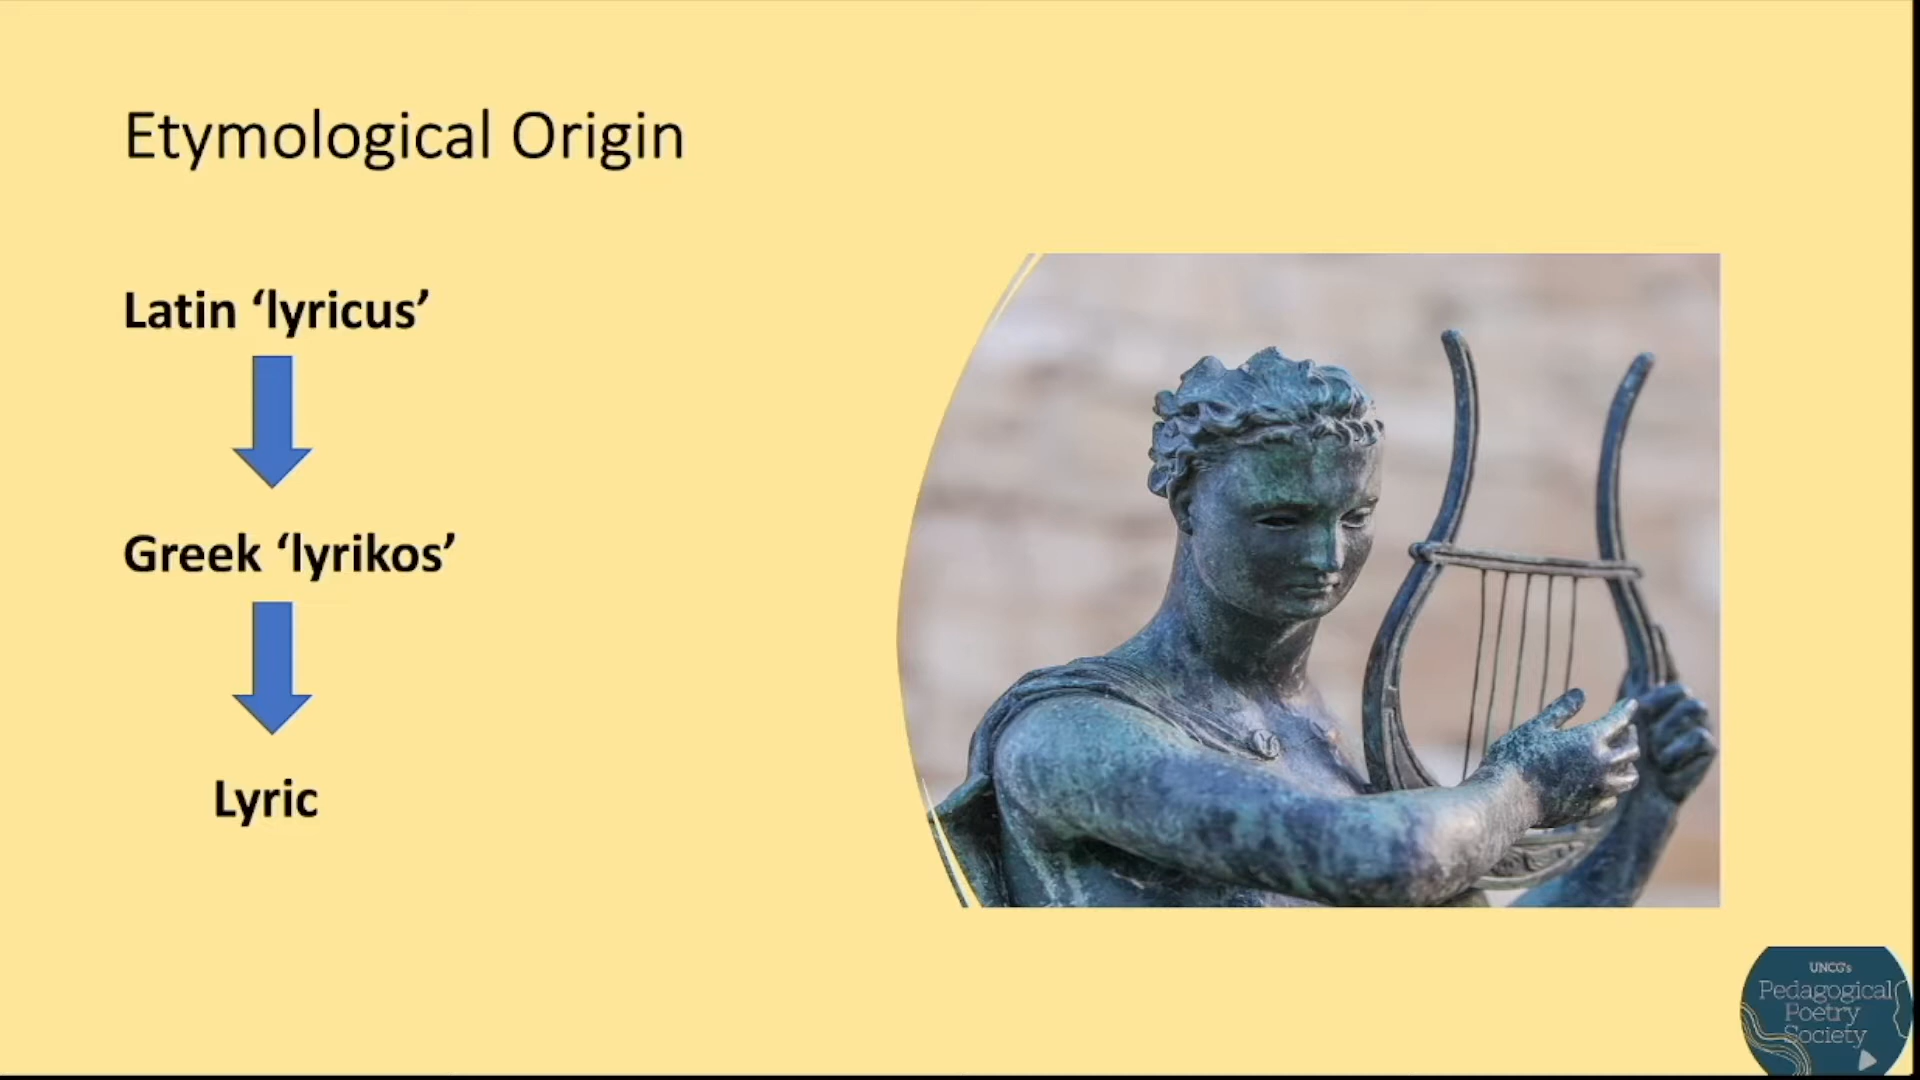 Etymological Origin
Latin ‘lyricus’
Greek ‘lyrikos’
Lyric
UNCG's
Pedagogical
Poetry
Society